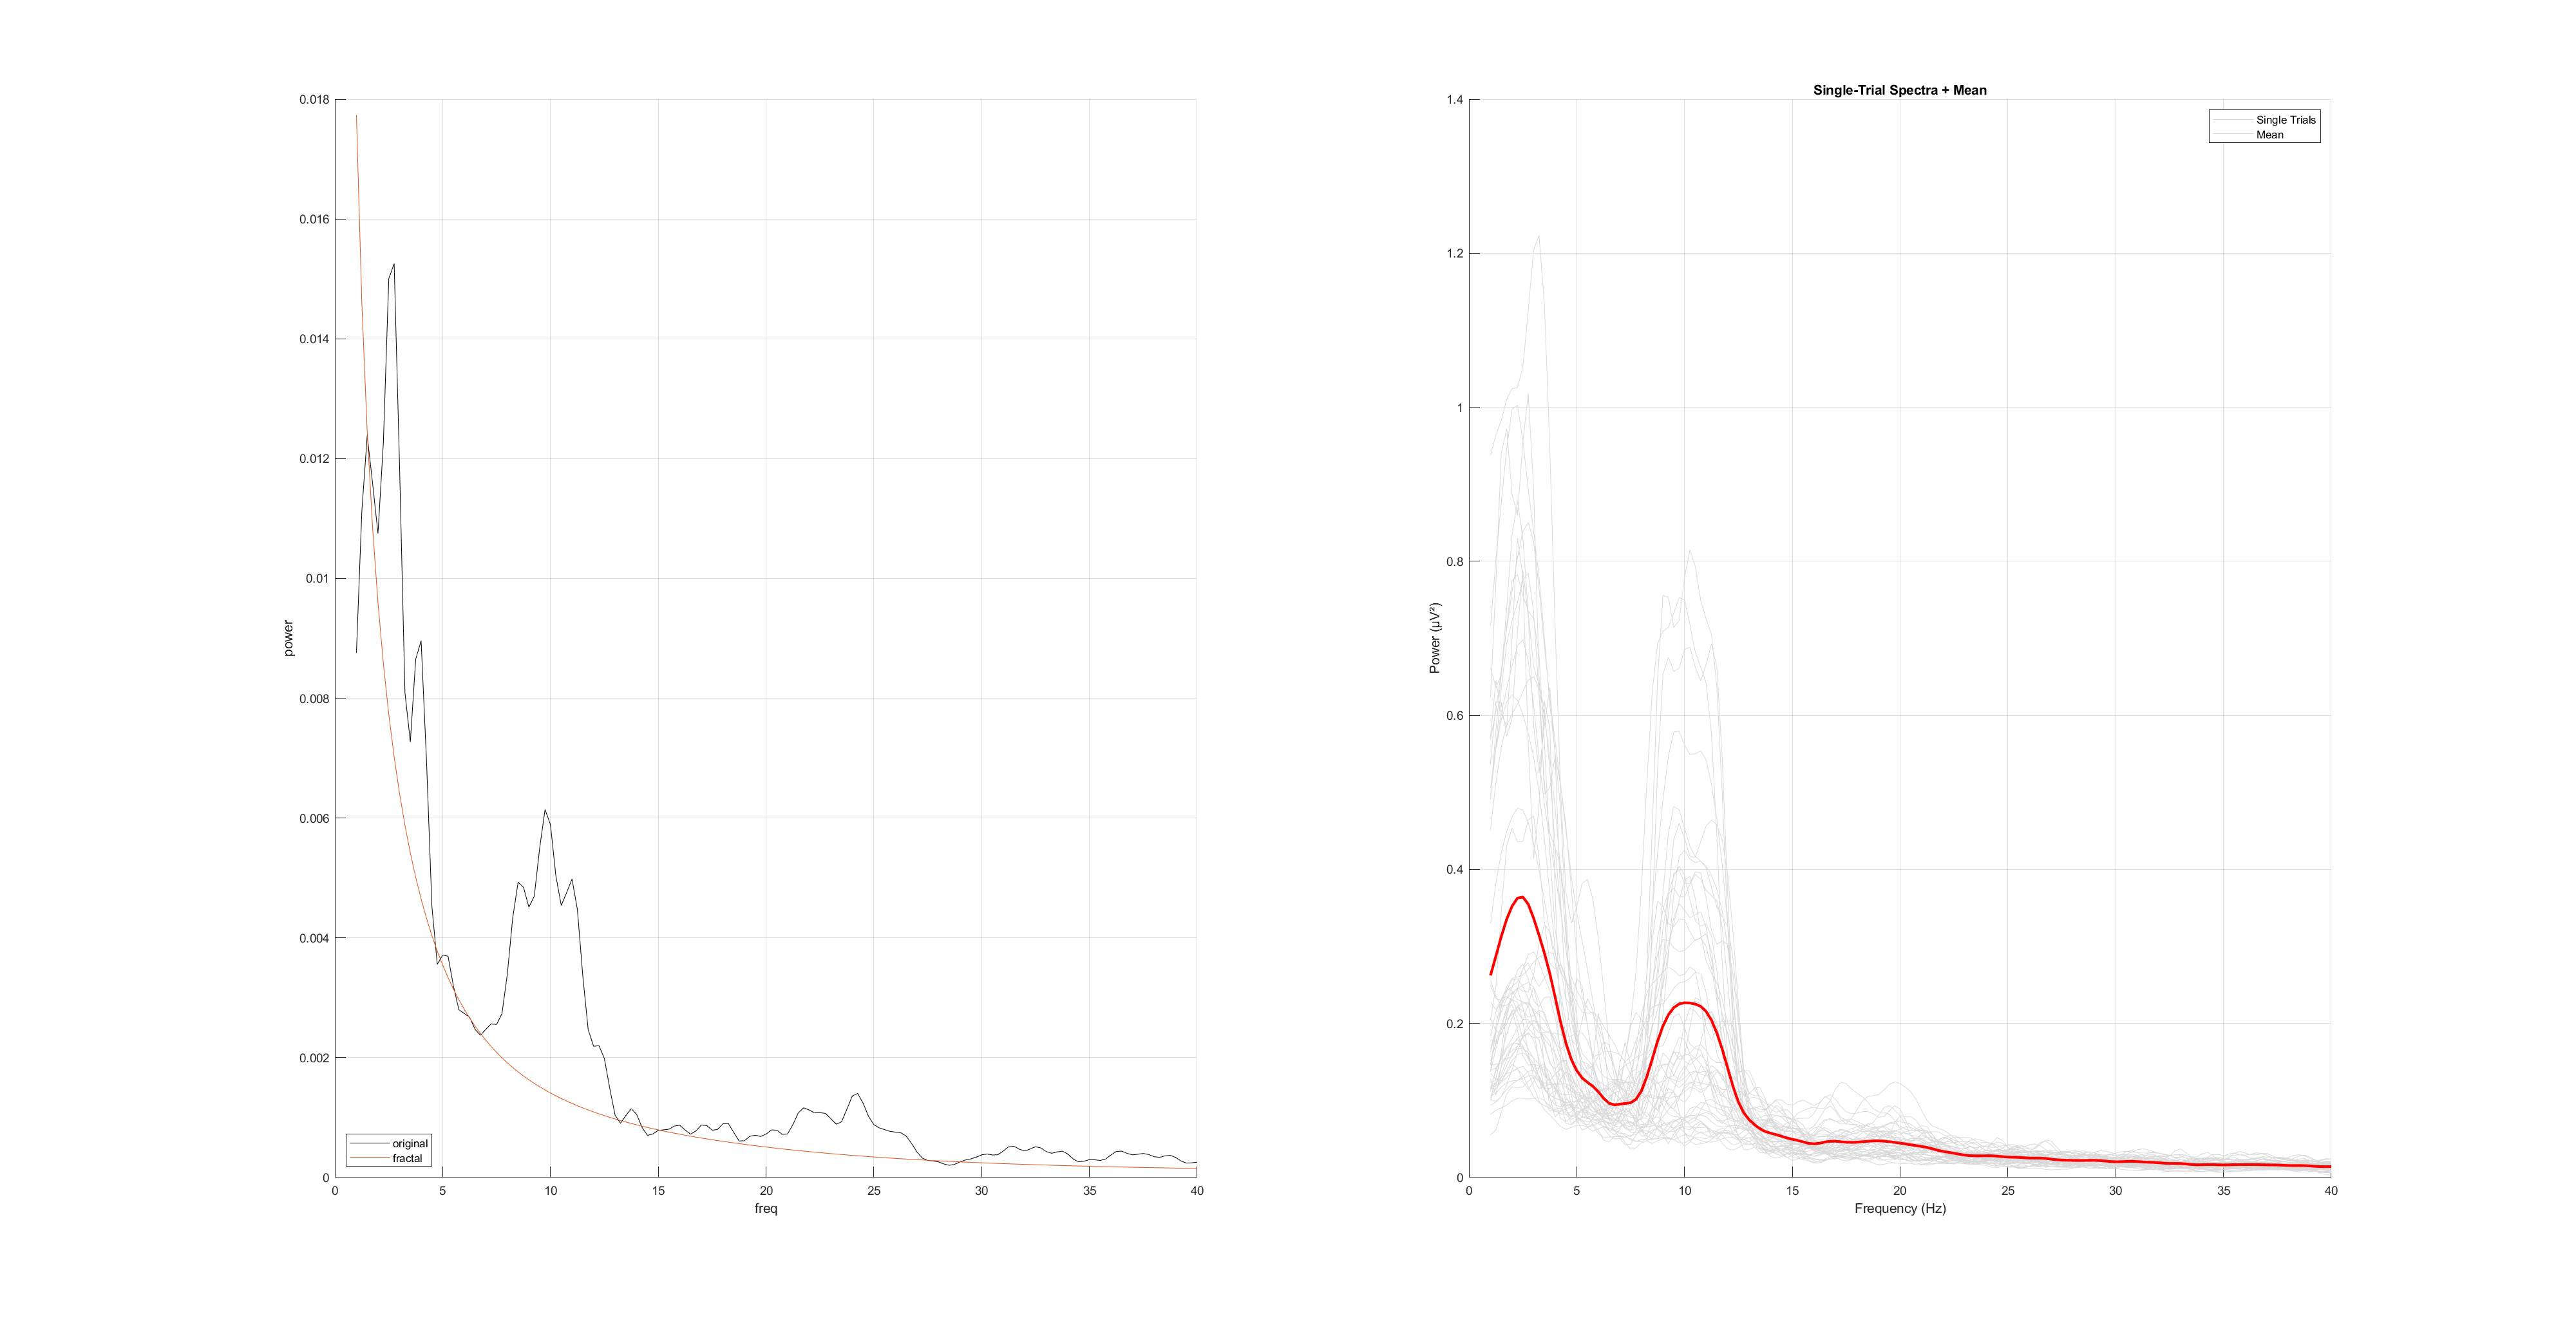 0.018
0.016
0.014
0.012
0.01
0.008
0.006
0.004
0.002
0
power
original
fractal
0 5 10 15 20 25 30 35 40
freq
Single-Trial Spectra + Mean
1.4
1.2
1
0.8
0.6
0.4
0.2
0
Power (µV²)
Single Trials
Mean
0 5 10 15 20 25 30 35 40
Frequency (Hz)